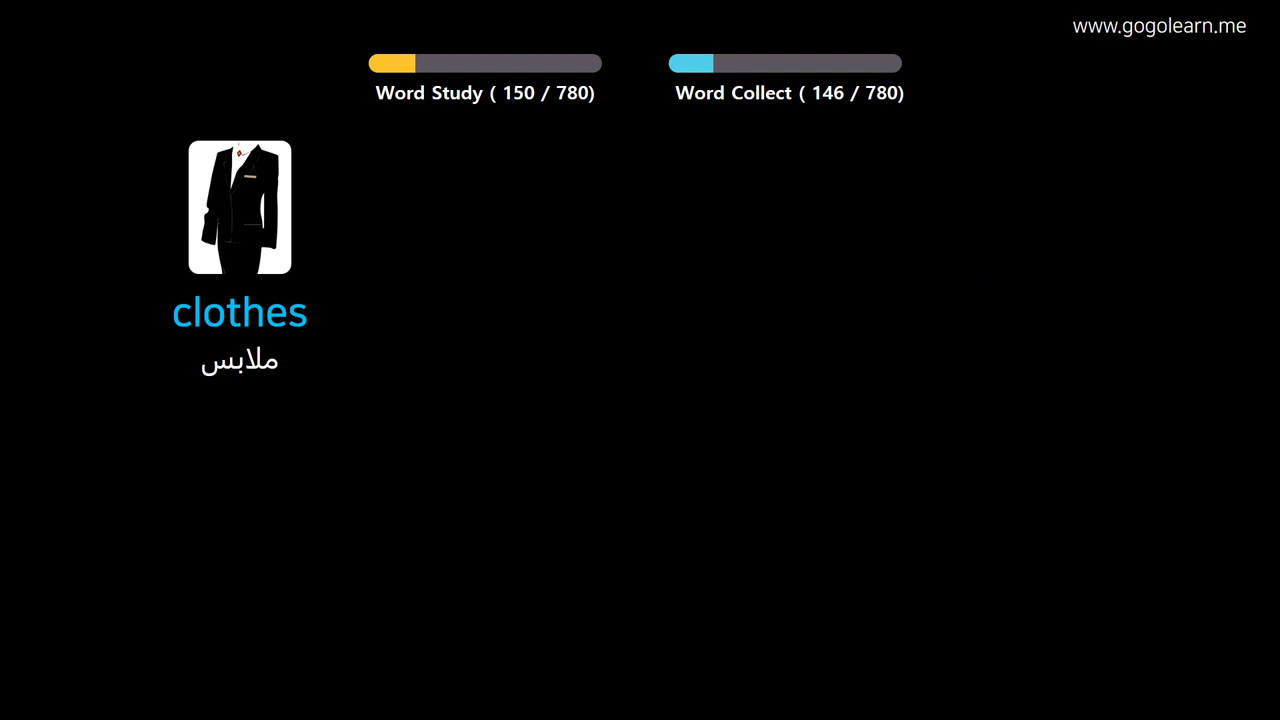 www.gogolearn.me
Word Study ( 150 / 780)
Word Collect ( 146 / 780)
clothes
ملابس